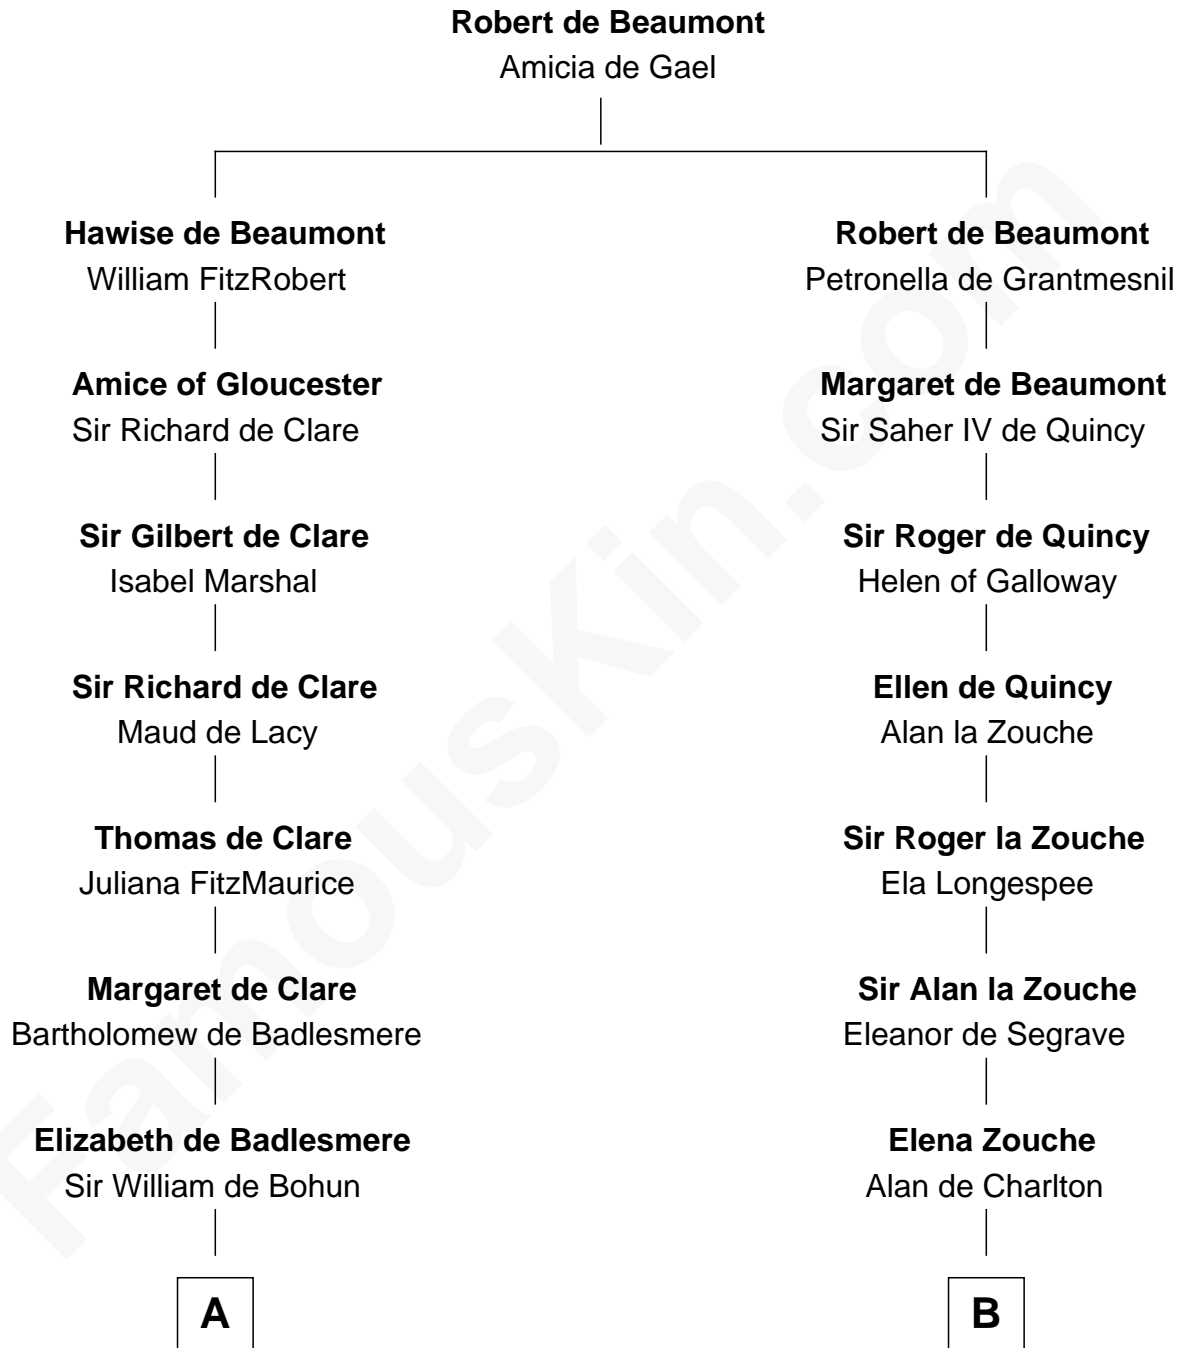 Robert de Beaumont
Amicia de Gael
Hawise de Beaumont
William FitzRobert
Amice of Gloucester
Sir Richard de Clare
Sir Gilbert de Clare
Isabel Marshal
Sir Richard de Clare
Maud de Lacy
Thomas de Clare
Juliana FitzMaurice
Margaret de Clare
Bartholomew de Badlesmere
Elizabeth de Badlesmere
Sir William de Bohun
A
Robert de Beaumont
Petronella de Grantmesnil
Margaret de Beaumont
Sir Saher IV de Quincy
Sir Roger de Quincy
Helen of Galloway
Ellen de Quincy
Alan la Zouche
Sir Roger la Zouche
Ela Longespee
Sir Alan la Zouche
Eleanor de Segrave
Elena Zouche
Alan de Charlton
B
FamousKin.com